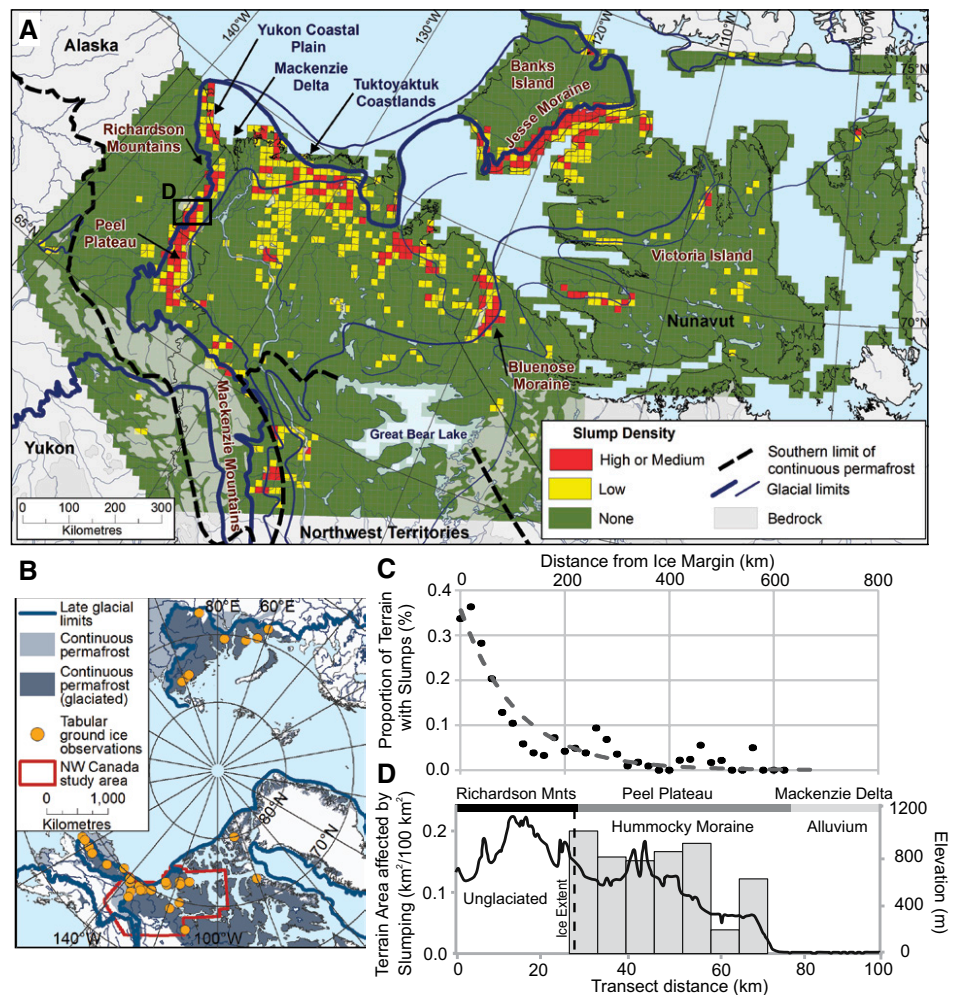 A
Alaska
140°W
130°W
120°W
110°W
100°W
75°N
Yukon Coastal
Plain
Mackenzie
Delta
Tuktoyaktuk
Coastlands
Banks
Island
Jesse Moraine
Richardson
Mountains
D
65°N
Peel
Plateau
Victoria Island
Nunavut
70°N
Bluenose
Moraine
Mackenzie Mountains
Great Bear Lake
Yukon
Northwest Territories
0 100 200 300
Kilometres
Slump Density
High or Medium
Low
None
Southern limit of
continuous permafrost
Glacial limits
Bedrock
B
Late glacial
limits
Continuous
permafrost
Continuous
permafrost
(glaciated)
Tabular
ground ice
observations
NW Canada
study area
0 1,000
Kilometres
80°E 60°E
80°N
70°N
140°W
100°W
C
Distance from Ice Margin (km)
0 200 400 600 800
Proportion of Terrain
with Slumps (%)
0.4
0.3
0.2
0.1
0.0
D
Richardson Mnts
Peel Plateau
Mackenzie Delta
Hummocky Moraine
Alluvium
Unglaciated
Ice Extent
Terrain Area affected by
Slumping (km²/100 km²)
0.2
0.1
0.0
1200
800
400
0
Elevation (m)
0 20 40 60 80 100
Transect distance (km)